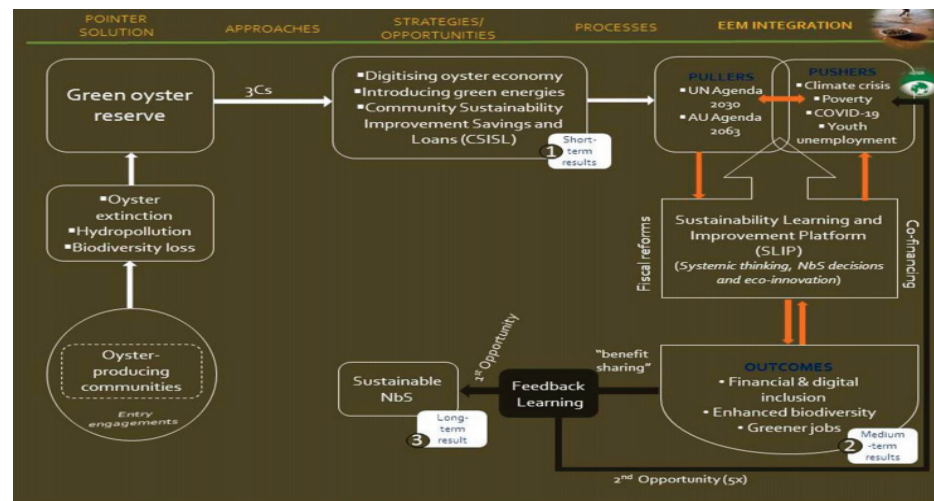 POINTER
SOLUTION
APPROACHES
STRATEGIES/
OPPORTUNITIES
PROCESSES
EEM INTEGRATION
Green oyster
reserve
3Cs
▪Digitising oyster economy
▪Introducing green energies
▪Community Sustainability
Improvement Savings and
Loans (CSISL)
1
Short-
term
results
PULLERS
▪UN Agenda
2030
▪AU Agenda
2063
PUSHERS
▪Climate crisis
▪Poverty
▪COVID-19
▪Youth
unemployment
▪Oyster
extinction
▪Hydropollution
▪Biodiversity loss
Fiscal reforms
Sustainability Learning and
Improvement Platform
(SLIP)
(Systemic thinking, NbS decisions
and eco-innovation)
Co-financing
Oyster-
producing
communities
Entry
engagements
Sustainable
NbS
3
Long-
term
result
1st Opportunity
Feedback
Learning
"benefit
sharing"
OUTCOMES
• Financial & digital
inclusion
• Enhanced biodiversity
• Greener jobs
2
Medium
-term
results
2nd Opportunity (5x)